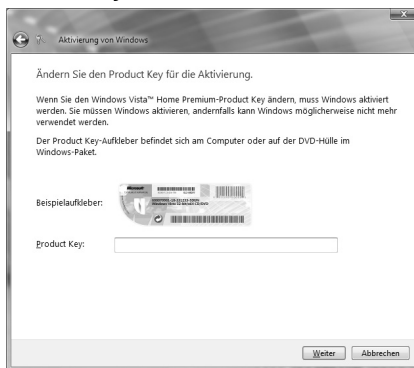 Aktivierung von Windows
Ändern Sie den Product Key für die Aktivierung.
Wenn Sie den Windows Vista™ Home Premium-Product Key ändern, muss Windows aktiviert
werden. Sie müssen Windows aktivieren, andernfalls kann Windows möglicherweise nicht mehr
verwendet werden.
Der Product Key-Aufkleber befindet sich am Computer oder auf der DVD-Hülle im
Windows-Paket.
Microsoft
Beispielaufkleber:
Product Key:
Weiter Abbrechen